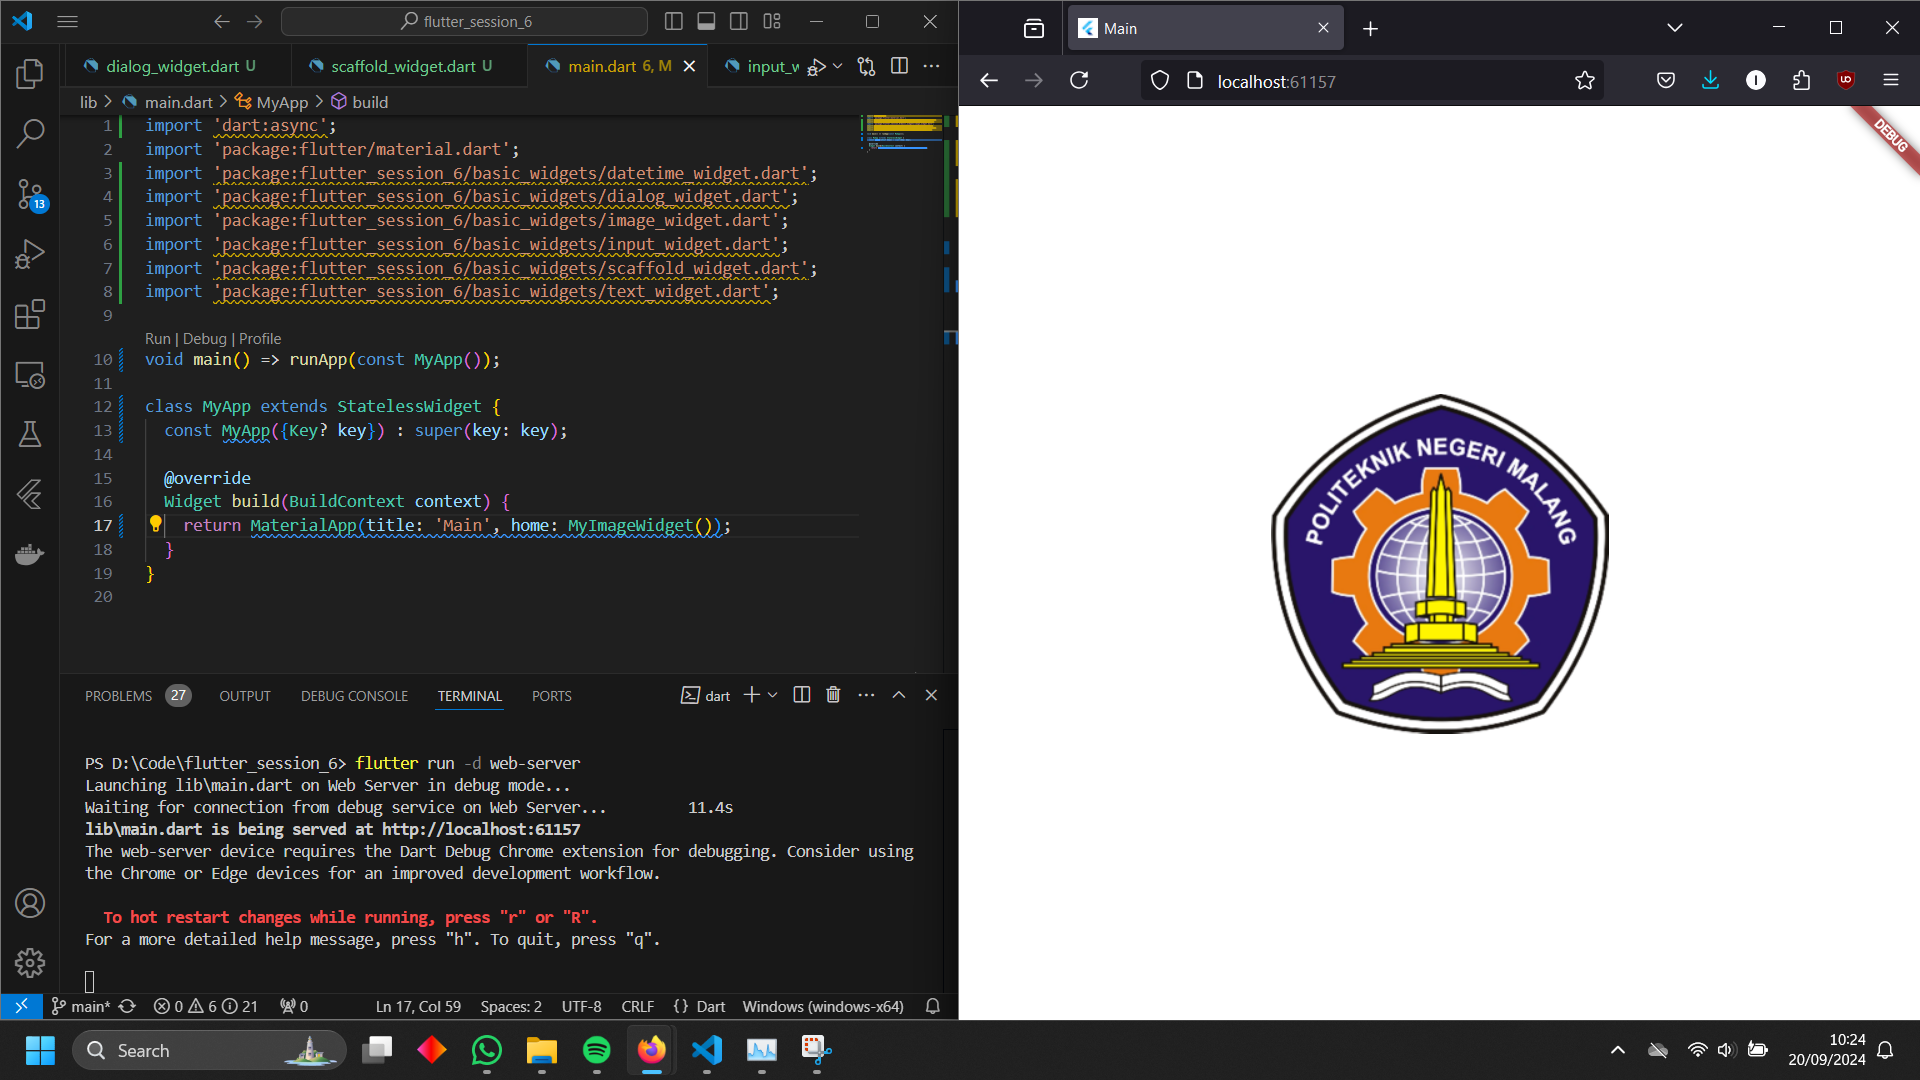 flutter_session_6
dialog_widget.dart U
scaffold_widget.dart U
main.dart 6, M
input_w
lib > main.dart > MyApp > build
1 import 'dart:async';
2 import 'package:flutter/material.dart';
3 import 'package:flutter_session_6/basic_widgets/datetime_widget.dart';
4 import 'package:flutter_session_6/basic_widgets/dialog_widget.dart';
5 import 'package:flutter_session_6/basic_widgets/image_widget.dart';
6 import 'package:flutter_session_6/basic_widgets/input_widget.dart';
7 import 'package:flutter_session_6/basic_widgets/scaffold_widget.dart';
8 import 'package:flutter_session_6/basic_widgets/text_widget.dart';
9
Run | Debug | Profile
10 void main() => runApp(const MyApp());
11
12 class MyApp extends StatelessWidget {
13 const MyApp({Key? key}) : super(key: key);
14
15 @override
16 Widget build(BuildContext context) {
17 return MaterialApp(title: 'Main', home: MyImageWidget());
18 }
19 }
20
13
PROBLEMS 27 OUTPUT DEBUG CONSOLE TERMINAL PORTS
dart
PS D:\Code\flutter_session_6> flutter run -d web-server
Launching lib\main.dart on Web Server in debug mode...
Waiting for connection from debug service on Web Server... 11.4s
lib\main.dart is being served at http://localhost:61157
The web-server device requires the Dart Debug Chrome extension for debugging. Consider using
the Chrome or Edge devices for an improved development workflow.
To hot restart changes while running, press "r" or "R".
For a more detailed help message, press "h". To quit, press "q".
main* 0 6 21 0 Ln 17, Col 59 Spaces: 2 UTF-8 CRLF {} Dart Windows (windows-x64)
Main
localhost:61157
DEBUG
POLITEKNIK NEGERI MALANG
Search
10:24
20/09/2024